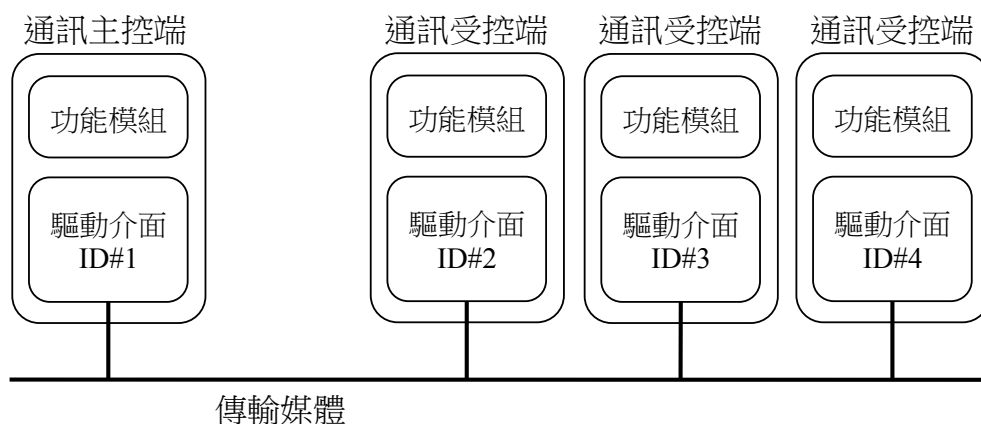 通訊主控端
通訊受控端
通訊受控端
通訊受控端
功能模組
功能模組
功能模組
功能模組
驅動介面
ID#1
驅動介面
ID#2
驅動介面
ID#3
驅動介面
ID#4
傳輸媒體